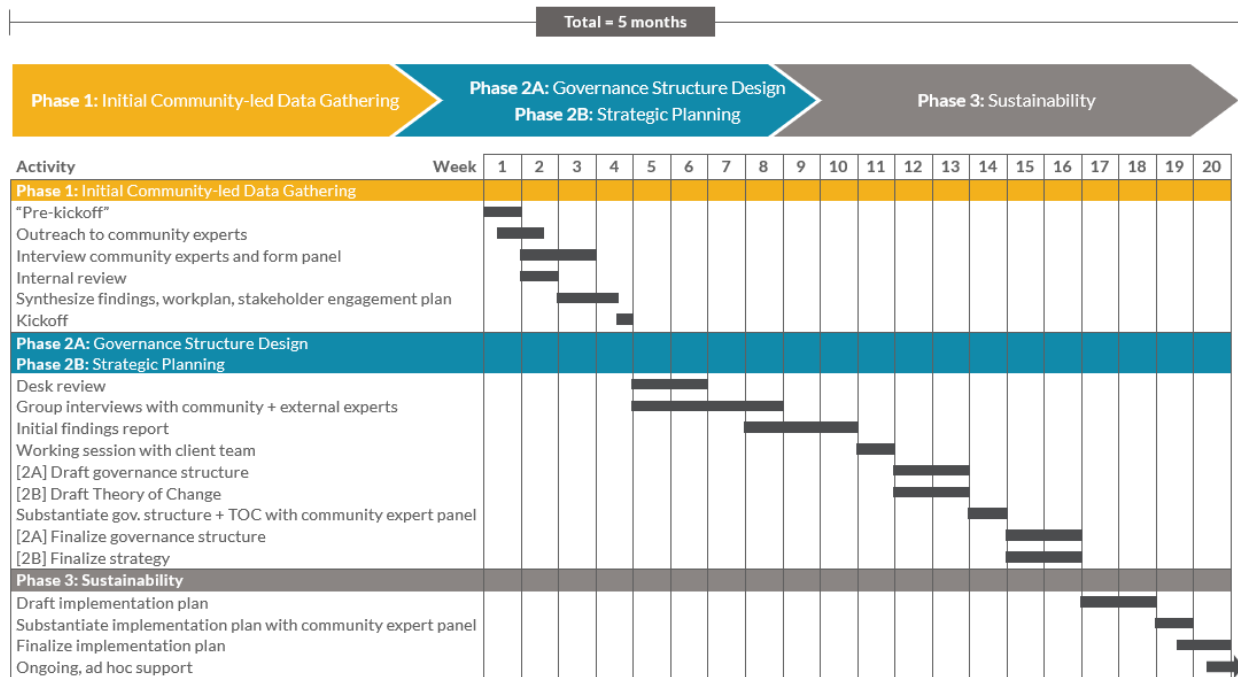 Total = 5 months
Phase 1: Initial Community-led Data Gathering
Phase 2A: Governance Structure Design
Phase 2B: Strategic Planning
Phase 3: Sustainability
Activity Week 1 2 3 4 5 6 7 8 9 10 11 12 13 14 15 16 17 18 19 20
Phase 1: Initial Community-led Data Gathering
“Pre-kickoff”
Outreach to community experts
Interview community experts and form panel
Internal review
Synthesize findings, workplan, stakeholder engagement plan
Kickoff
Phase 2A: Governance Structure Design
Phase 2B: Strategic Planning
Desk review
Group interviews with community + external experts
Initial findings report
Working session with client team
[2A] Draft governance structure
[2B] Draft Theory of Change
Substantiate gov. structure + TOC with community expert panel
[2A] Finalize governance structure
[2B] Finalize strategy
Phase 3: Sustainability
Draft implementation plan
Substantiate implementation plan with community expert panel
Finalize implementation plan
Ongoing, ad hoc support